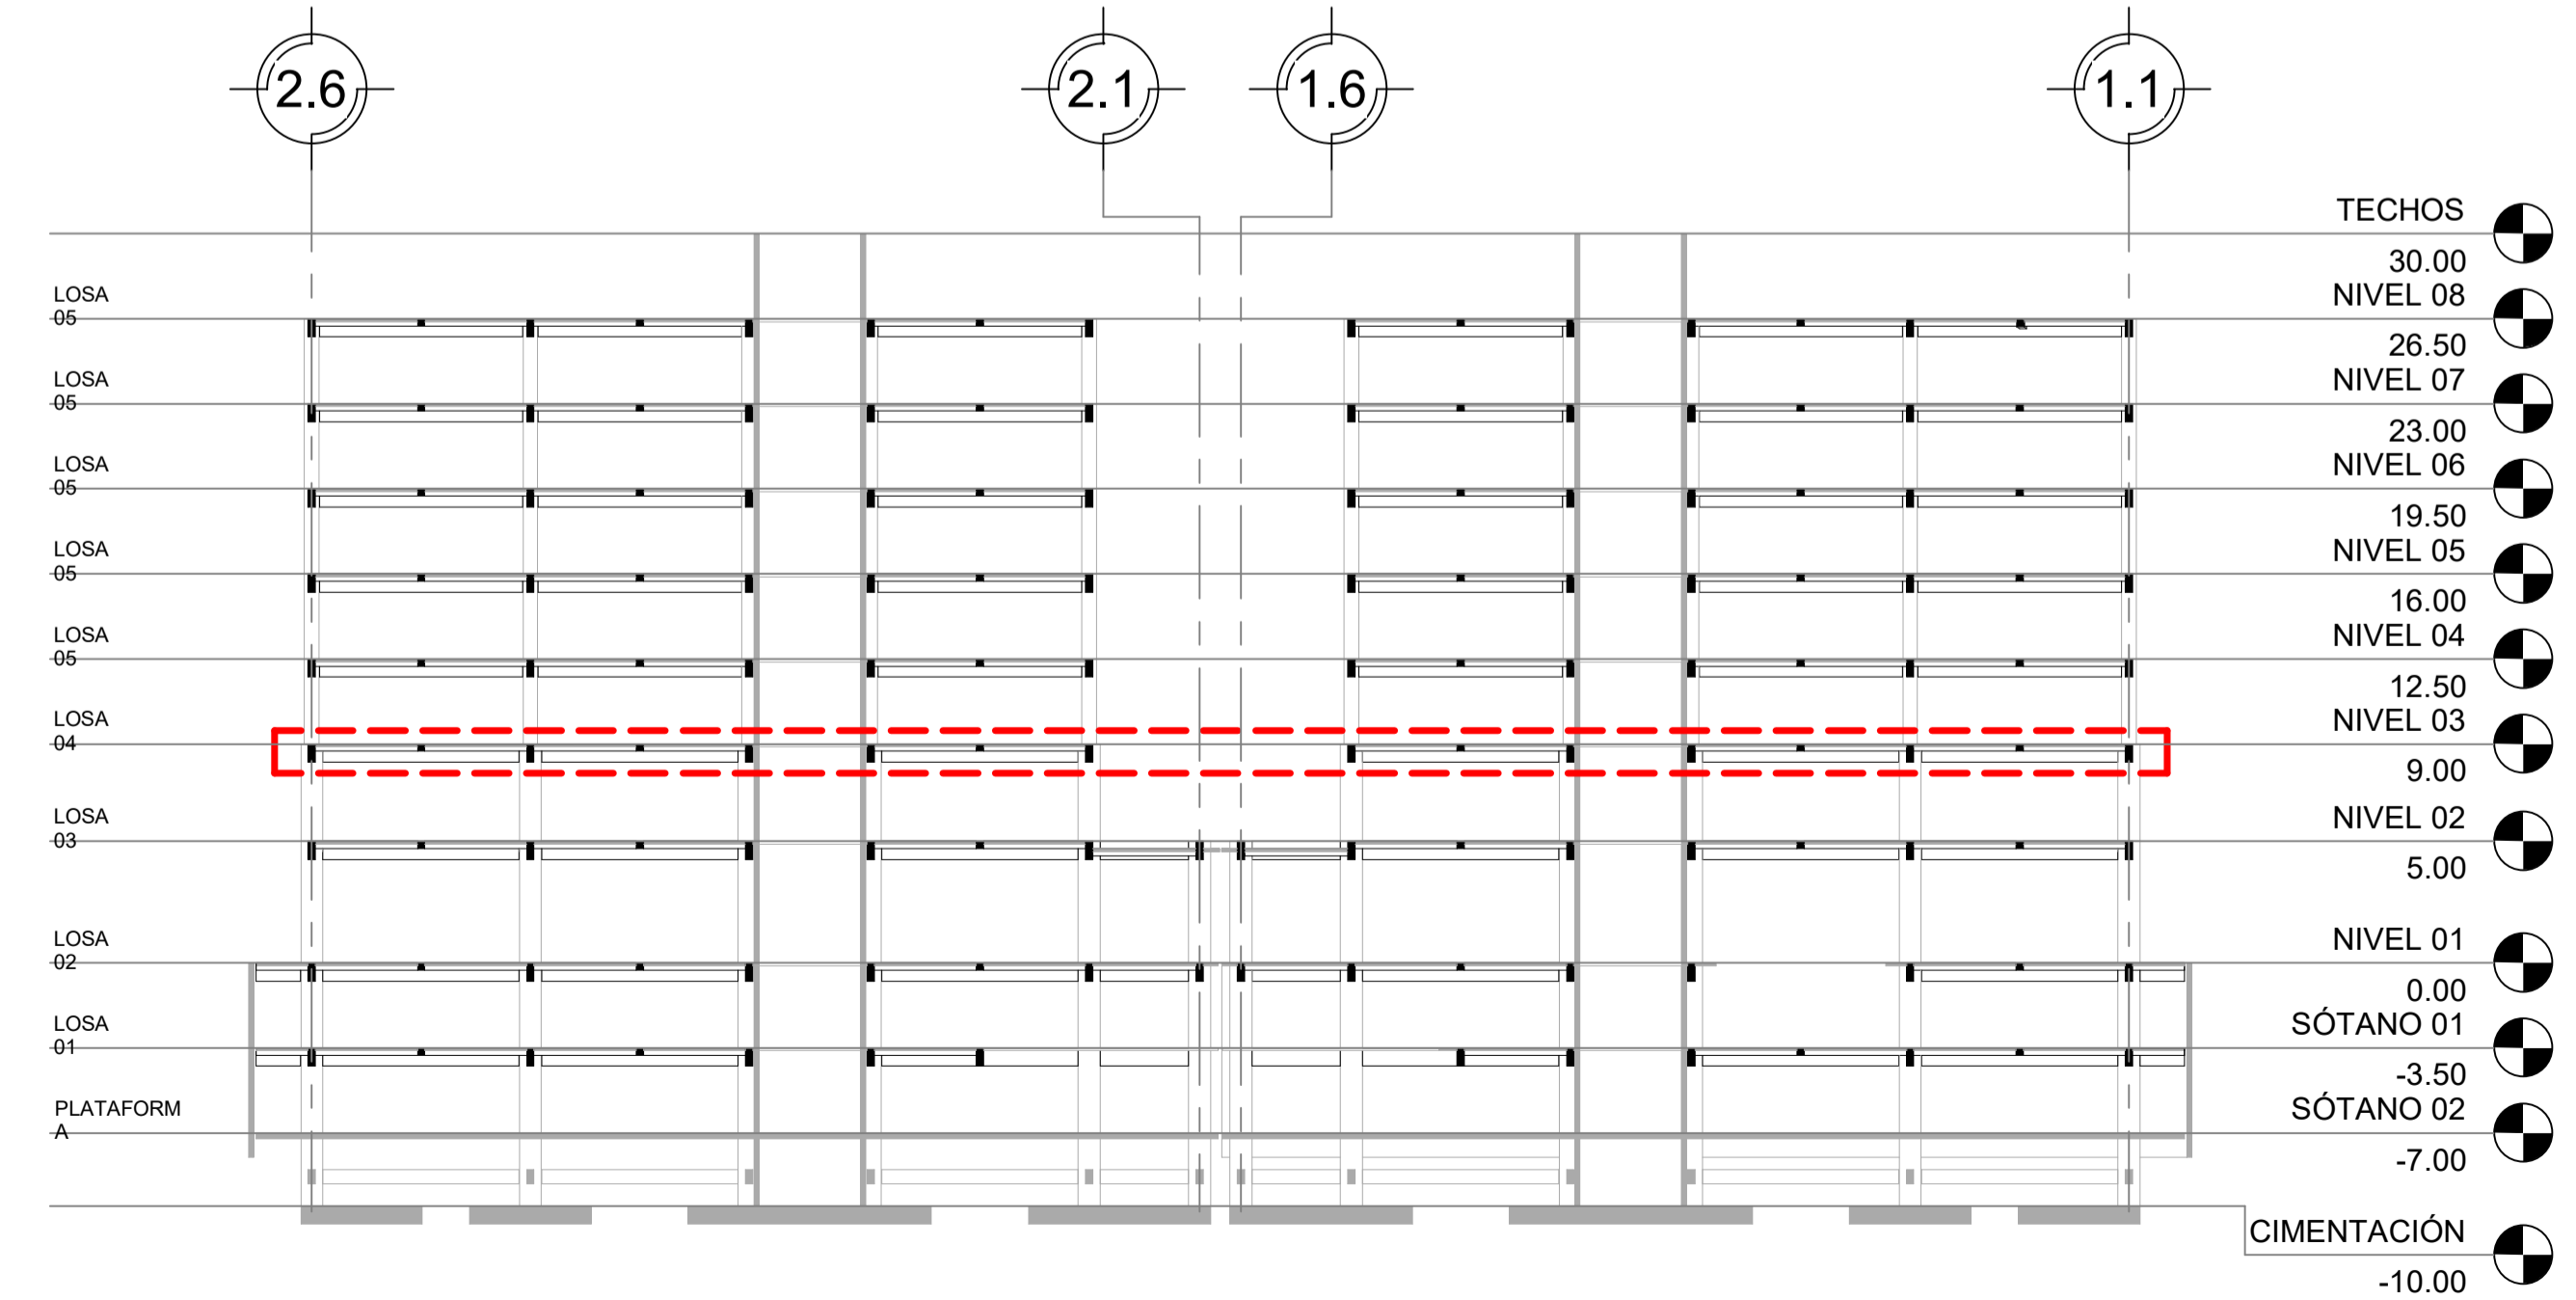 2.6
2.1
1.6
1.1
TECHOS
30.00
LOSA
05
NIVEL 08
26.50
LOSA
05
NIVEL 07
23.00
LOSA
05
NIVEL 06
19.50
LOSA
05
NIVEL 05
16.00
LOSA
05
NIVEL 04
12.50
LOSA
04
NIVEL 03
9.00
LOSA
03
NIVEL 02
5.00
LOSA
02
NIVEL 01
0.00
LOSA
01
SÓTANO 01
-3.50
PLATAFORM
A
SÓTANO 02
-7.00
CIMENTACIÓN
-10.00